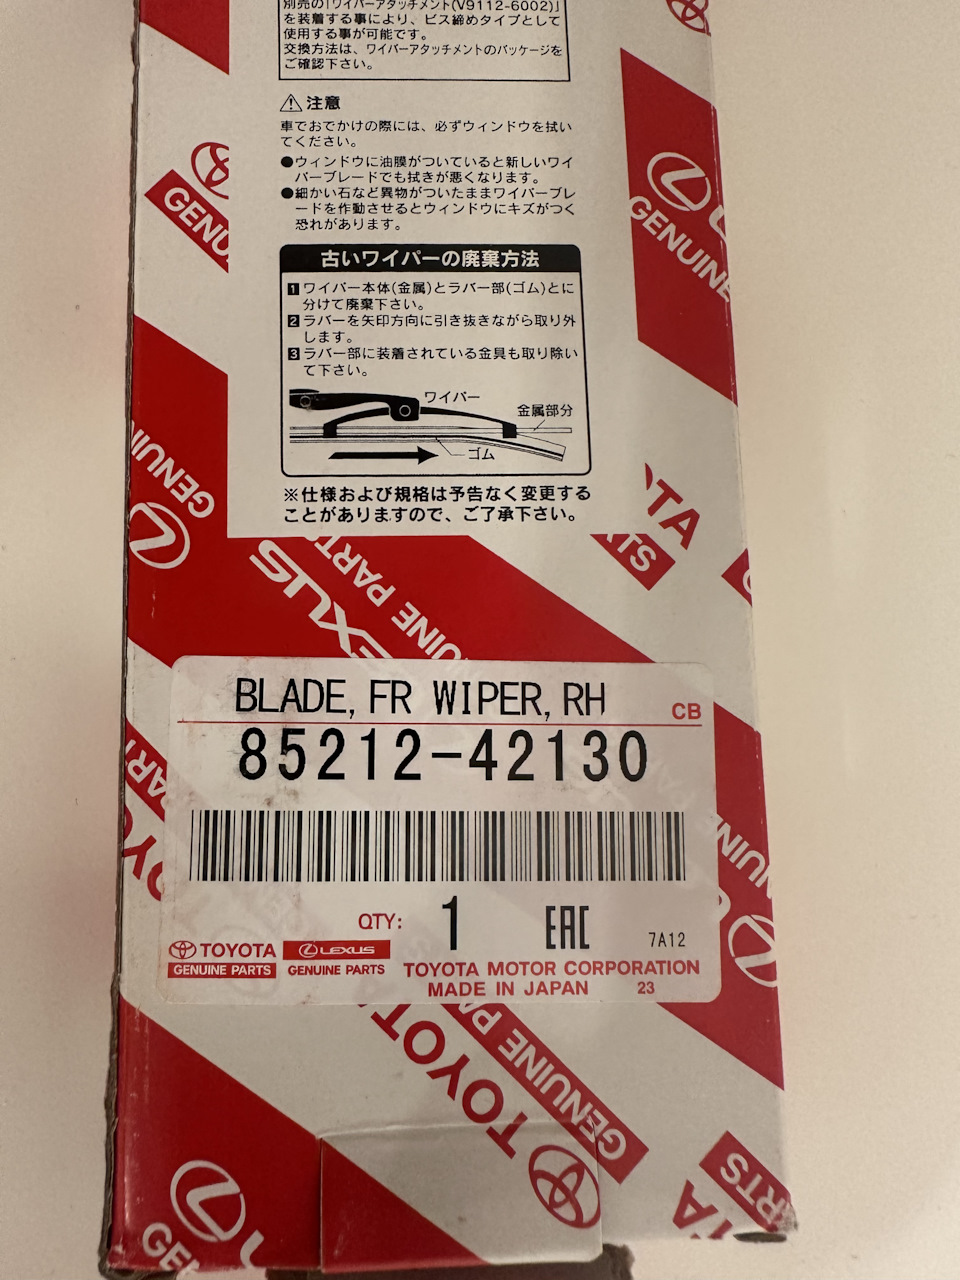 別売の「ワイパーアタッチメント(V9112-6002)」
を装着する事により、ビス締めタイプとして
使用する事が可能です。
交換方法は、ワイパーアタッチメントのパッケージを
ご確認下さい。
注意
車でおでかけの際には、必ずウィンドウを拭い
てください。
●ウィンドウに油膜がついていると新しいワイ
パーブレードでも拭きが悪くなります。
●細かい石など異物がついたままワイパーブレ
ードを作動させるとウィンドウにキズがつく
恐れがあります。
古いワイパーの廃棄方法
1 ワイパー本体(金属)とラバー部(ゴム)とに
分けて廃棄下さい。
2 ラバーを矢印方向に引き抜きながら取り外
します。
3 ラバー部に装着されている金具も取り除い
て下さい。
ワイパー
金属部分
ゴム
※仕様および規格は予告なく変更する
ことがありますので、ご了承下さい。
GENU
L
GENUINE
GENUIN
OTA
RTS
LEXUS
GENUINE PARTS
BLADE, FR WIPER, RH
CB
85212-42130
QTY: 1 EAC 7A12
TOYOTA LEXUS
GENUINE PARTS GENUINE PARTS
TOYOTA MOTOR CORPORATION
MADE IN JAPAN 23
PART
TOYO
NUIN
TOYOTA
GENUINE PA
TA
RTS
L
GEN